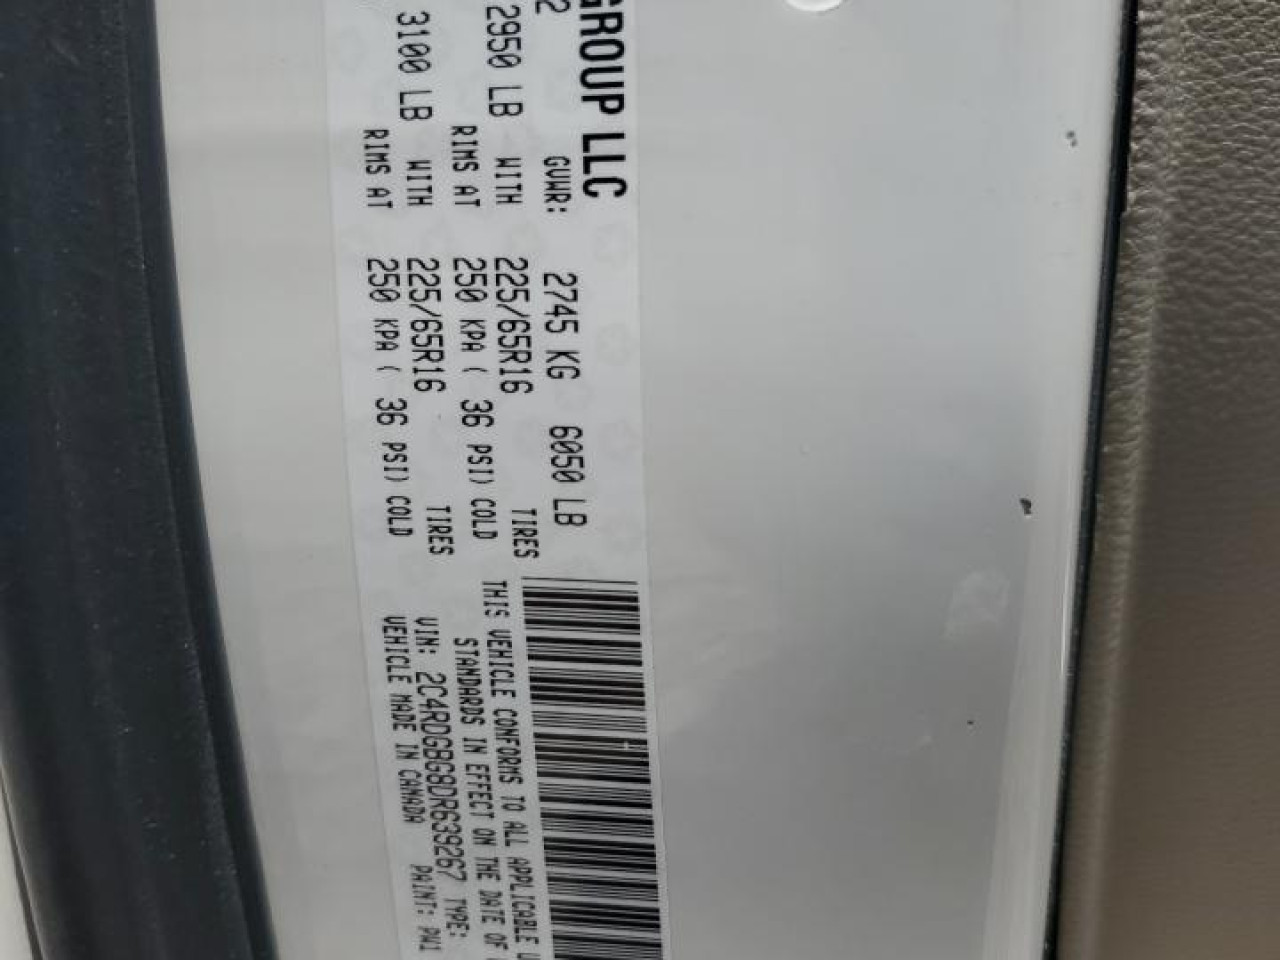 GROUP LLC
2 GVWR: 2745 KG 6050 LB
2950 LB WITH 225/65R16 TIRES
RIMS AT 250 KPA ( 36 PSI) COLD
3100 LB WITH 225/65R16 TIRES
RIMS AT 250 KPA ( 36 PSI) COLD
THIS VEHICLE CONFORMS TO ALL APPLICABLE
STANDARDS IN EFFECT ON THE DATE OF
VIN: 2C4RDGBG8DR639267 TYPE:
VEHICLE MADE IN CANADA PAINT: PW1